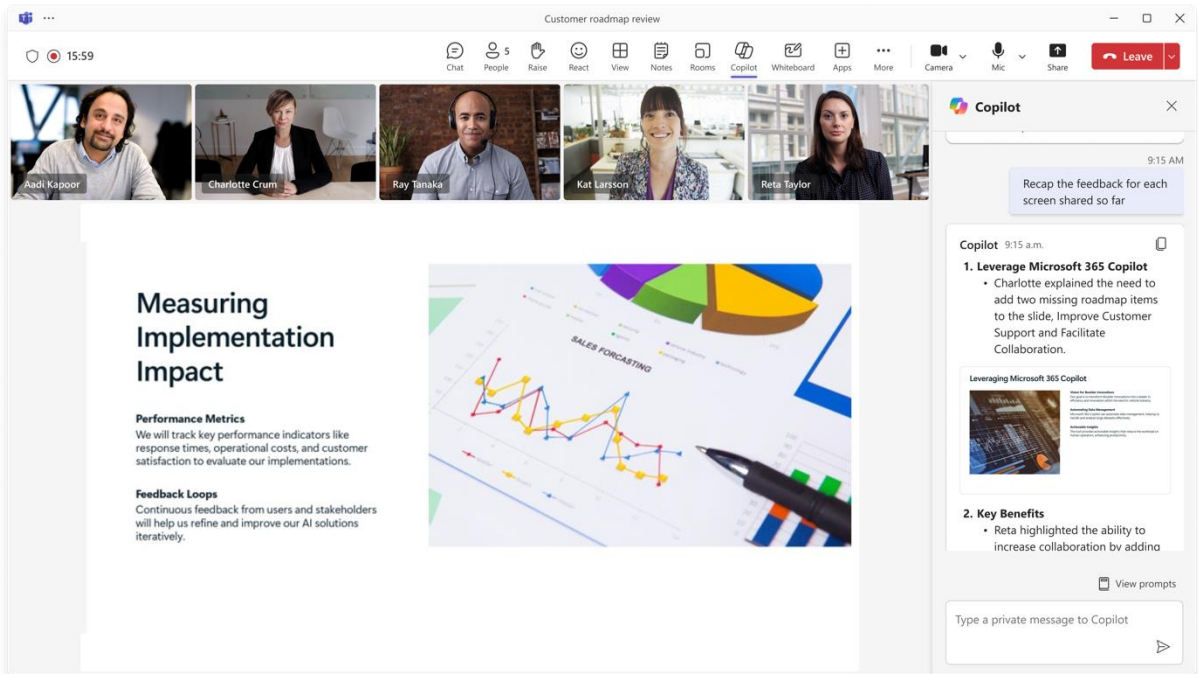 Customer roadmap review
15:59
Chat
5
People
Raise
React
View
Notes
Rooms
Copilot
Whiteboard
Apps
More
Camera
Mic
Share
Leave
Aadi Kapoor
Charlotte Crum
Ray Tanaka
Kat Larsson
Reta Taylor
Measuring
Implementation
Impact
Performance Metrics
We will track key performance indicators like
response times, operational costs, and customer
satisfaction to evaluate our implementations.
Feedback Loops
Continuous feedback from users and stakeholders
will help us refine and improve our AI solutions
iteratively.
SALES FORCASTING
Copilot
9:15 AM
Recap the feedback for each
screen shared so far
Copilot 9:15 a.m.
1. Leverage Microsoft 365 Copilot
• Charlotte explained the need to
add two missing roadmap items
to the slide, Improve Customer
Support and Facilitate
Collaboration.
Leveraging Microsoft 365 Copilot
2. Key Benefits
• Reta highlighted the ability to
increase collaboration by adding
View prompts
Type a private message to Copilot